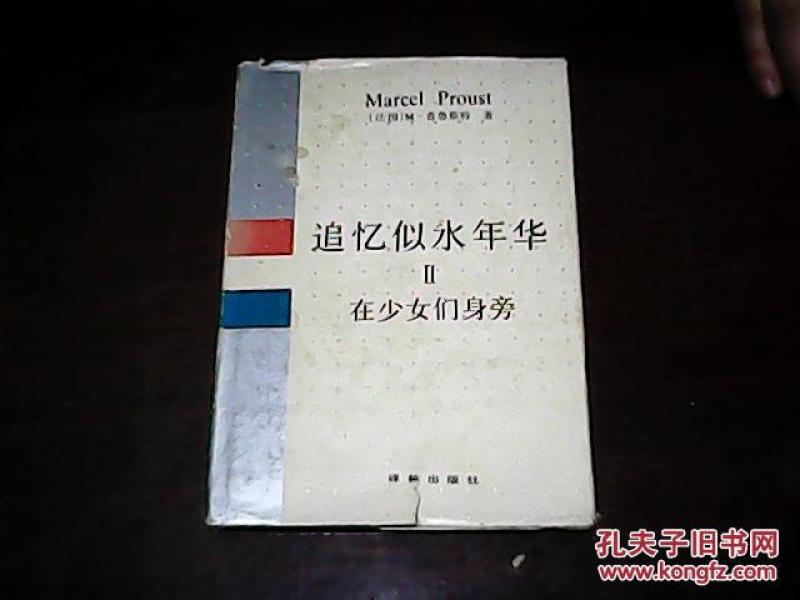 Marcel Proust
[法国]M·普鲁斯特 著
追忆似水年华
II
在少女们身旁
译林出版社
孔夫子旧书网
www.kongfz.com